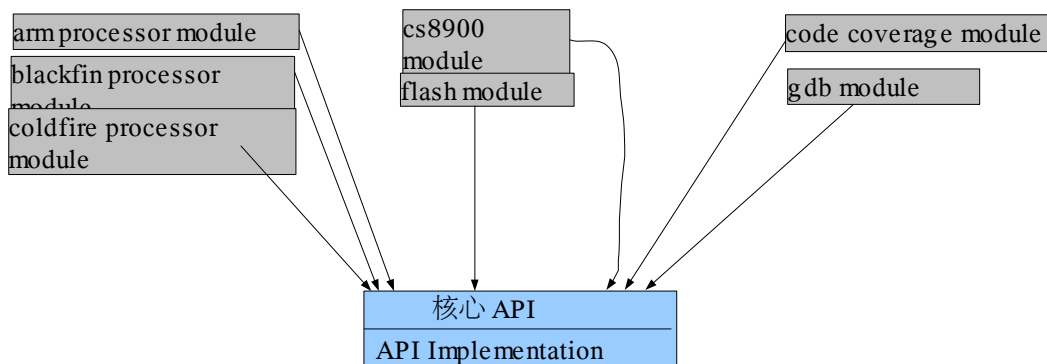 arm processor module
blackfin processor
module
coldfire processor
module
cs8900
module
flash module
code coverage module
gdb module
核心 API
API Implementation